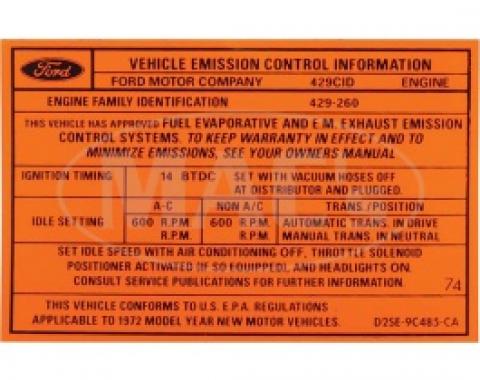 Ford
VEHICLE EMISSION CONTROL INFORMATION
FORD MOTOR COMPANY 429CID ENGINE
ENGINE FAMILY IDENTIFICATION 429-260
THIS VEHICLE HAS APPROVED FUEL EVAPORATIVE AND E.M. EXHAUST EMISSION
CONTROL SYSTEMS. TO KEEP WARRANTY IN EFFECT AND TO
MINIMIZE EMISSIONS, SEE YOUR OWNERS MANUAL
IGNITION TIMING 14 BTDC SET WITH VACUUM HOSES OFF
AT DISTRIBUTOR AND PLUGGED.
A-C NON A/C TRANS./POSITION
IDLE SETTING 600 R.P.M. 600 R.P.M. AUTOMATIC TRANS. IN DRIVE
R.P.M. R.P.M. MANUAL TRANS. IN NEUTRAL
SET IDLE SPEED WITH AIR CONDITIONING OFF, THROTTLE SOLENOID
POSITIONER ACTIVATED (IF SO EQUIPPED), AND HEADLIGHTS ON.
CONSULT SERVICE PUBLICATIONS FOR FURTHER INFORMATION. 74
THIS VEHICLE CONFORMS TO U.S. E.P.A. REGULATIONS
APPLICABLE TO 1972 MODEL YEAR NEW MOTOR VEHICLES. D2SE-9C485-CA